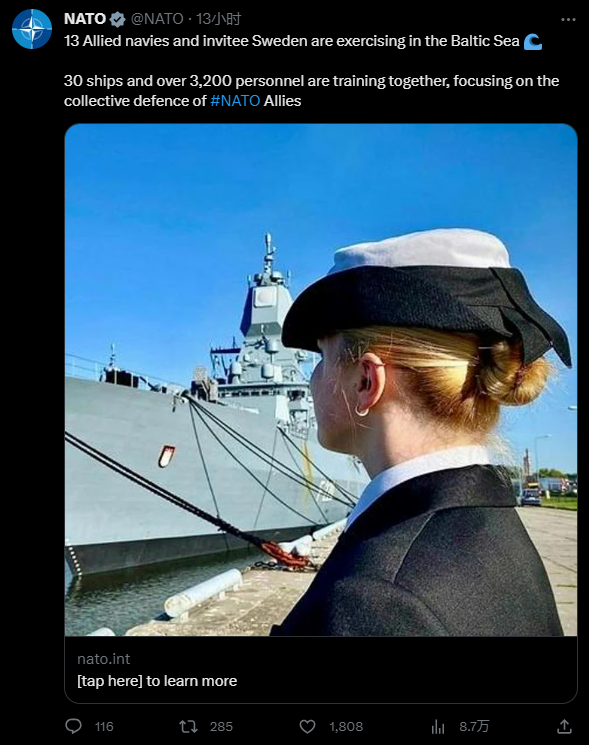 NATO @NATO · 13小时
13 Allied navies and invitee Sweden are exercising in the Baltic Sea 🌊
30 ships and over 3,200 personnel are training together, focusing on the
collective defence of #NATO Allies
nato.int
[tap here] to learn more
116 285 1,808 8.7万